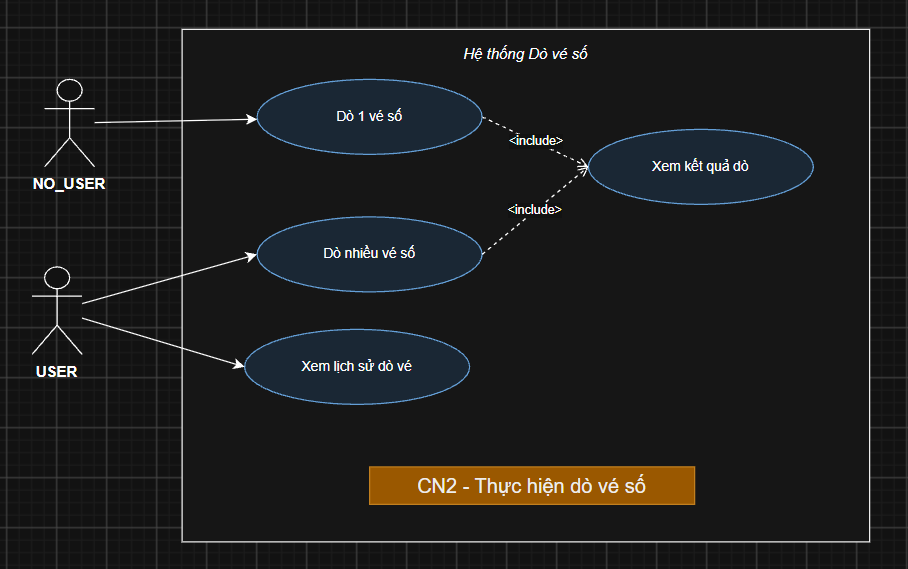 Hệ thống Dò vé số
Dò 1 vé số
<include>
Xem kết quả dò
NO_USER
<include>
Dò nhiều vé số
Xem lịch sử dò vé
USER
CN2 - Thực hiện dò vé số